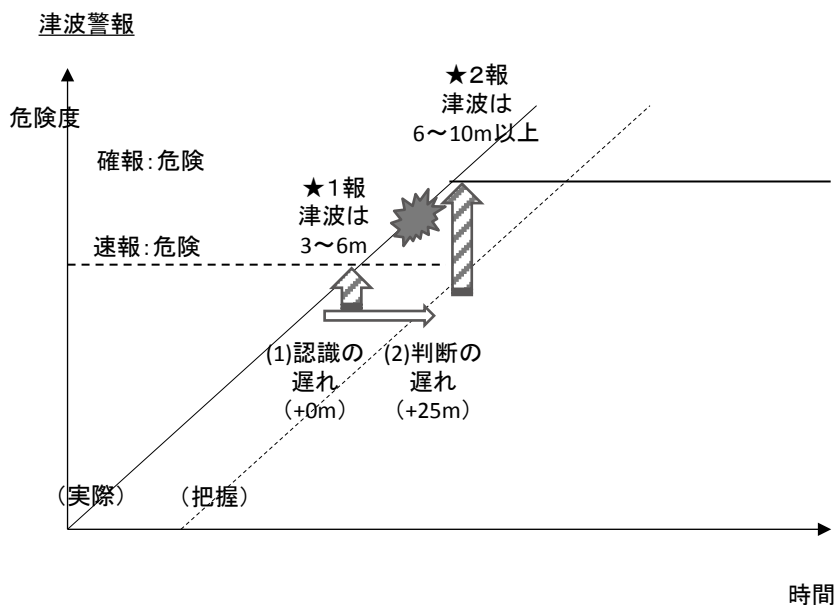 津波警報
危険度
★2報
津波は
6～10m以上
確報：危険
★1報
津波は
3～6m
速報：危険
(1)認識の
遅れ
（+0m）
(2)判断の
遅れ
（+25m）
（実際）
（把握）
時間